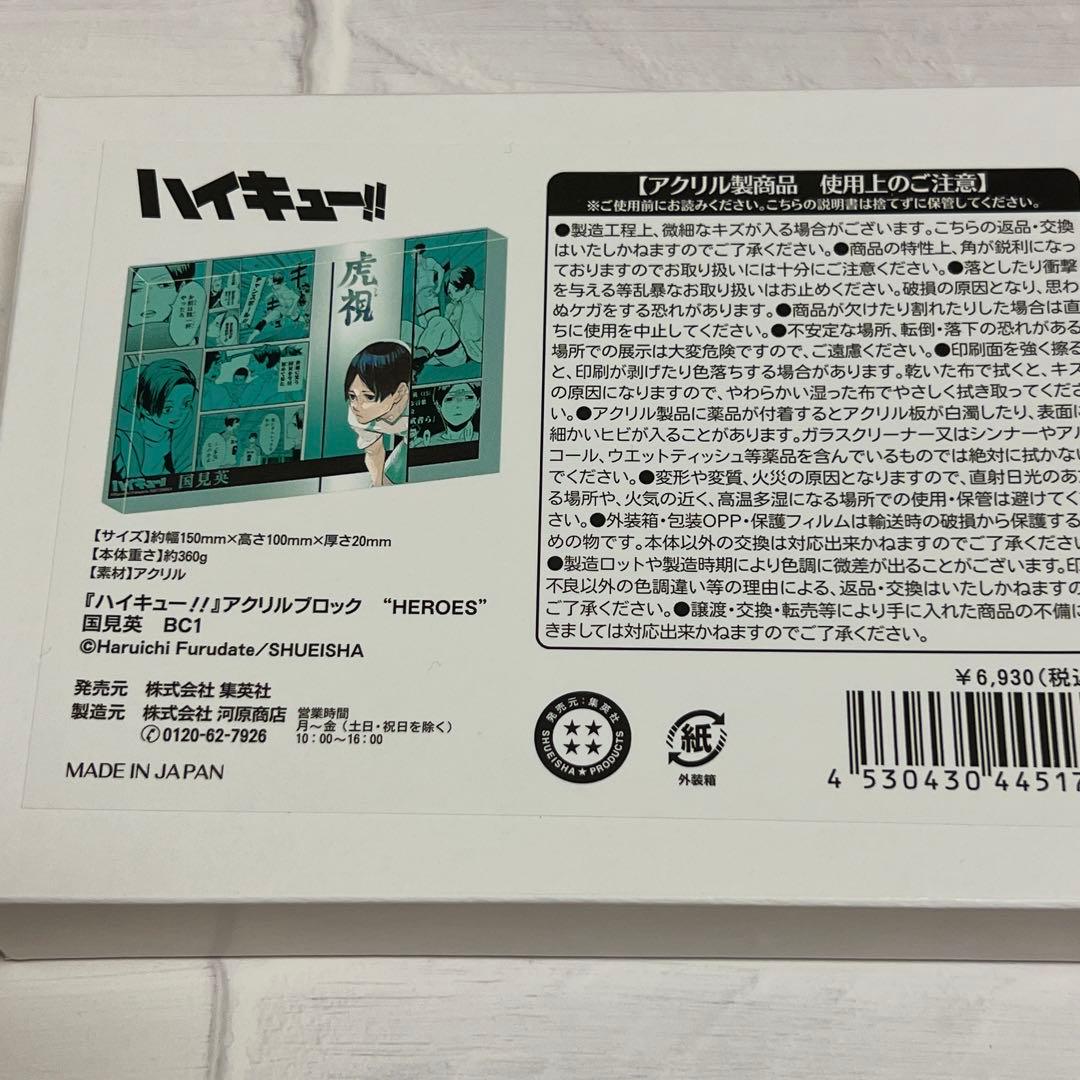 ハイキュー!!
虎視
ハイキュー!!
国見英
【サイズ】約幅150mm×高さ100mm×厚さ20mm
【本体重さ】約360g
【素材】アクリル
『ハイキュー!!』アクリルブロック “HEROES”
国見英 BC1
©Haruichi Furudate/SHUEISHA
発売元 株式会社 集英社
製造元 株式会社 河原商店
0120-62-7926
営業時間
月〜金(土日・祝日を除く)
10:00〜16:00
MADE IN JAPAN
【アクリル製商品 使用上のご注意】
※ご使用前にお読みください。こちらの説明書は捨てずに保管してください。
●製造工程上、微細なキズが入る場合がございます。こちらの返品・交換
はいたしかねますのでご了承ください。●商品の特性上、角が鋭利になっ
ておりますのでお取り扱いには十分にご注意ください。●落としたり衝撃
を与える等乱暴なお取り扱いはお止めください。破損の原因となり、思わ
ぬケガをする恐れがあります。●商品が欠けたり割れたりした場合は直
ちに使用を中止してください。●不安定な場所、転倒・落下の恐れがある
場所での展示は大変危険ですので、ご遠慮ください。●印刷面を強く擦る
と、印刷が剥げたり色落ちする場合があります。乾いた布で拭くと、キズ
の原因になりますので、やわらかい湿った布でやさしく拭き取ってくださ
い。●アクリル製品に薬品が付着するとアクリル板が白濁したり、表面に
細かいヒビが入ることがあります。ガラスクリーナー又はシンナーやアル
コール、ウエットティッシュ等薬品を含んでいるものでは絶対に拭かない
でください。●変形や変質、火災の原因となりますので、直射日光のあた
る場所や、火気の近く、高温多湿になる場所での使用・保管は避けてくだ
さい。●外装箱・包装OPP・保護フィルムは輸送時の破損から保護する
めの物です。本体以外の交換は対応出来かねますのでご了承ください。
●製造ロットや製造時期により色調に微差が出ることがございます。印
不良以外の色調違い等の理由による、返品・交換はいたしかねますの
ご了承ください。●譲渡・交換・転売等により手に入れた商品の不備に
きましては対応出来かねますのでご了承ください。
¥6,930(税込
発売元:集英社
SHUEISHA★PRODUCTS
紙
外装箱
4 530430 44517